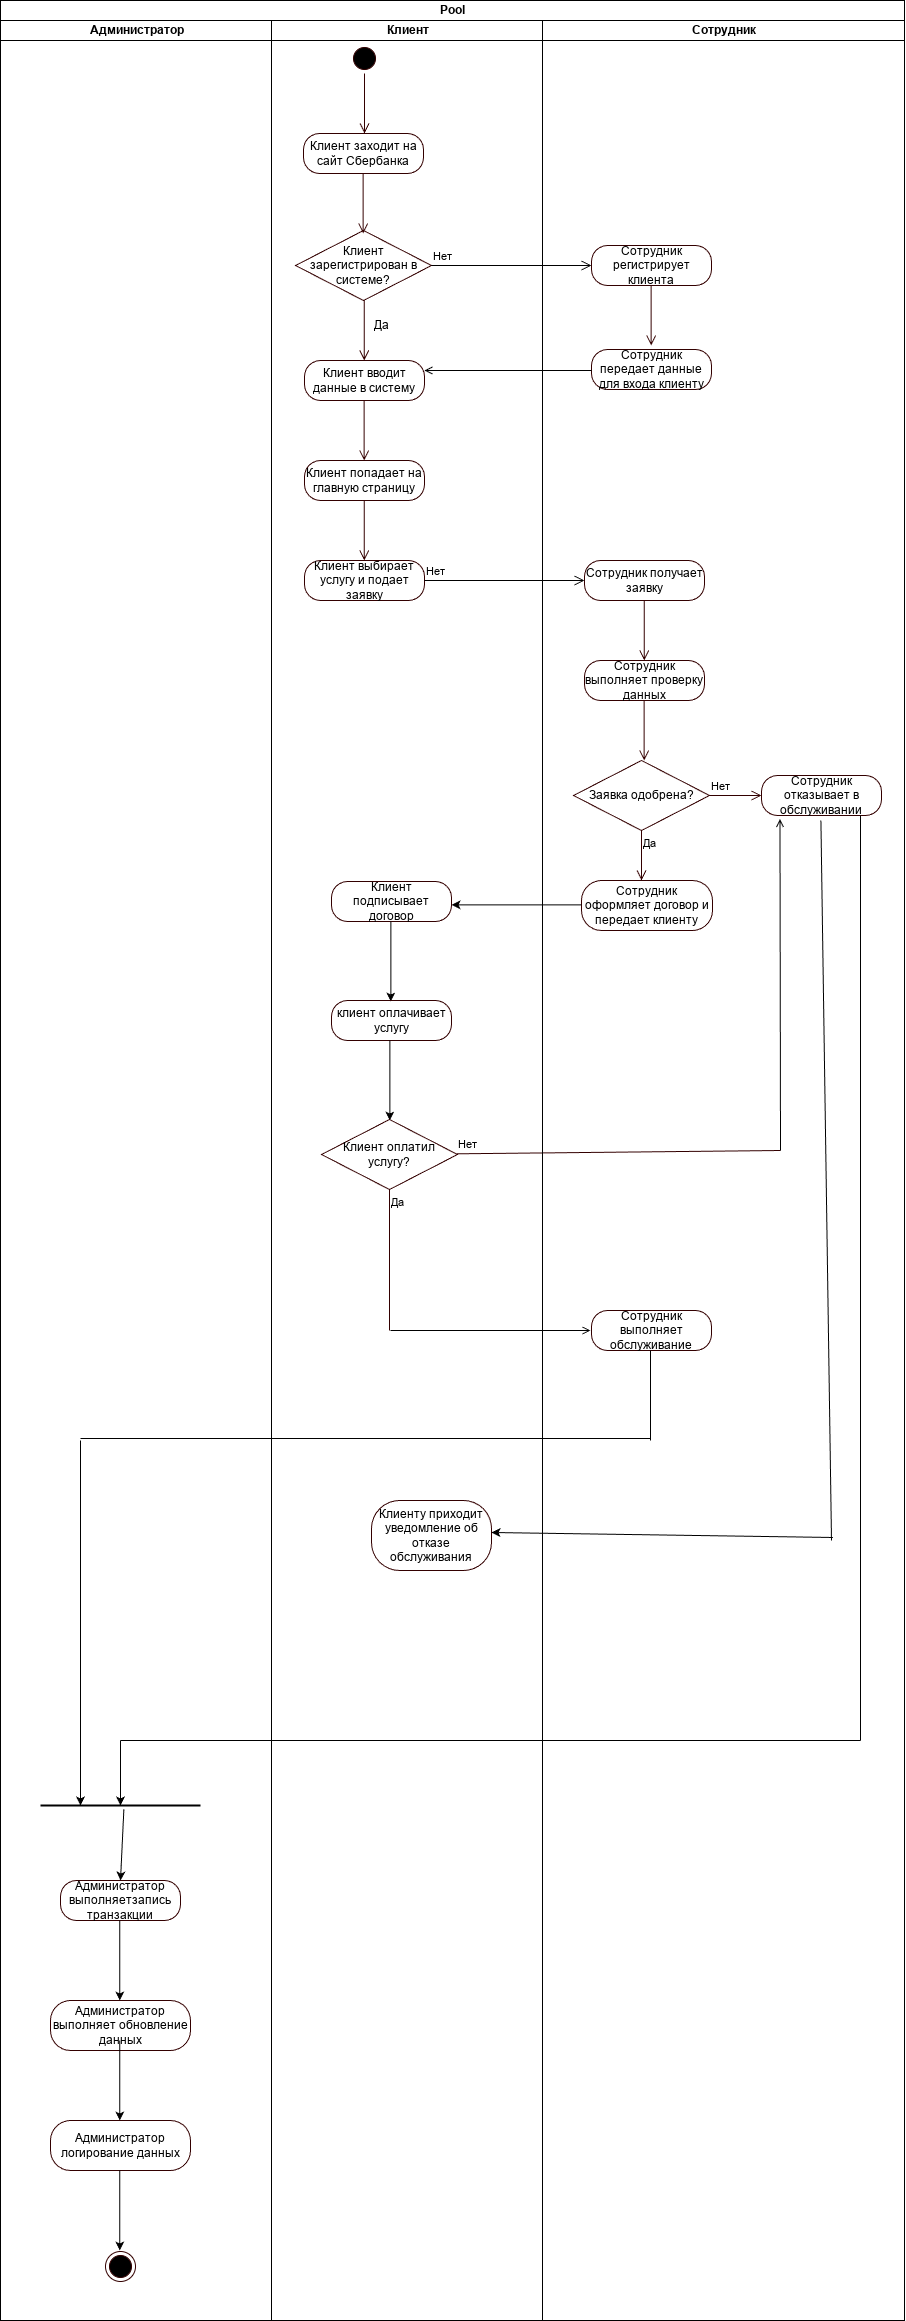 Pool
Администратор
Клиент
Сотрудник
Клиент заходит на
сайт Сбербанка
Клиент
зарегистрирован в
системе?
Нет
Сотрудник
регистрирует
клиента
Да
Клиент вводит
данные в систему
Сотрудник
передает данные
для входа клиенту
Клиент попадает на
главную страницу
Клиент выбирает
услугу и подает
заявку
Нет
Сотрудник получает
заявку
Сотрудник
выполняет проверку
данных
Заявка одобрена?
Нет
Сотрудник
отказывает в
обслуживании
Да
Сотрудник
оформляет договор и
передает клиенту
Клиент
подписывает
договор
клиент оплачивает
услугу
Клиент оплатил
услугу?
Нет
Да
Сотрудник
выполняет
обслуживание
Клиенту приходит
уведомление об
отказе
обслуживания
Администратор
выполняетзапись
транзакции
Администратор
выполняет обновление
данных
Администратор
логирование данных